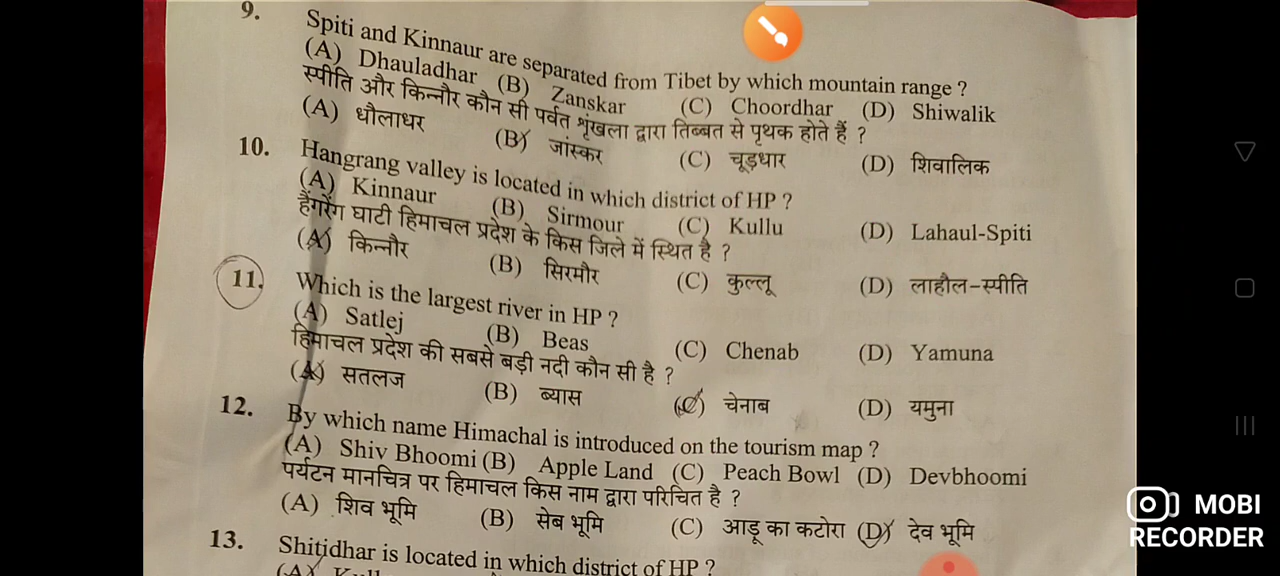 9. Spiti and Kinnaur are separated from Tibet by which mountain range ?
(A) Dhauladhar (B) Zanskar (C) Choordhar (D) Shiwalik
स्पीति और किन्नौर कौन सी पर्वत शृंखला द्वारा तिब्बत से पृथक होते हैं ?
(A) धौलाधर (B) जांस्कर (C) चूड़धार (D) शिवालिक
10. Hangrang valley is located in which district of HP ?
(A) Kinnaur (B) Sirmour (C) Kullu (D) Lahaul-Spiti
हैंगरेंग घाटी हिमाचल प्रदेश के किस जिले में स्थित है ?
(A) किन्नौर (B) सिरमौर (C) कुल्लू (D) लाहौल-स्पीति
11. Which is the largest river in HP ?
(A) Satlej (B) Beas (C) Chenab (D) Yamuna
हिमाचल प्रदेश की सबसे बड़ी नदी कौन सी है ?
(A) सतलज (B) ब्यास (C) चेनाब (D) यमुना
12. By which name Himachal is introduced on the tourism map ?
(A) Shiv Bhoomi (B) Apple Land (C) Peach Bowl (D) Devbhoomi
पर्यटन मानचित्र पर हिमाचल किस नाम द्वारा परिचित है ?
(A) शिव भूमि (B) सेब भूमि (C) आड़ू का कटोरा (D) देव भूमि
13. Shitidhar is located in which district of HP ?
(A)
MOBI
RECORDER